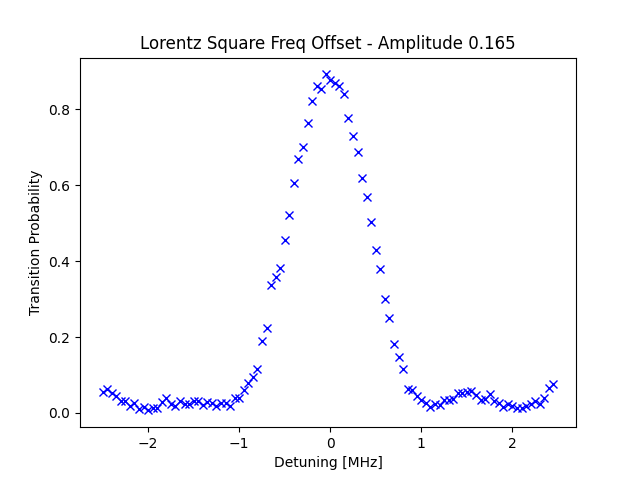 Lorentz Square Freq Offset - Amplitude 0.165
Transition Probability
0.8
0.6
0.4
0.2
0.0
−2 −1 0 1 2
Detuning [MHz]